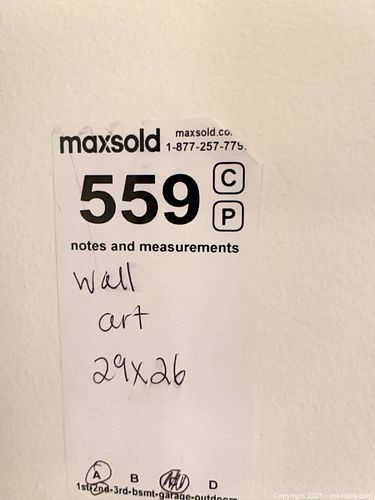 maxsold
maxsold.co
1-877-257-779
559
C
P
notes and measurements
Wall
art
29x26
A B D
1st-2nd-3rd-bsmt-garage-outdoors
Copyright 2025 - maxsold.com